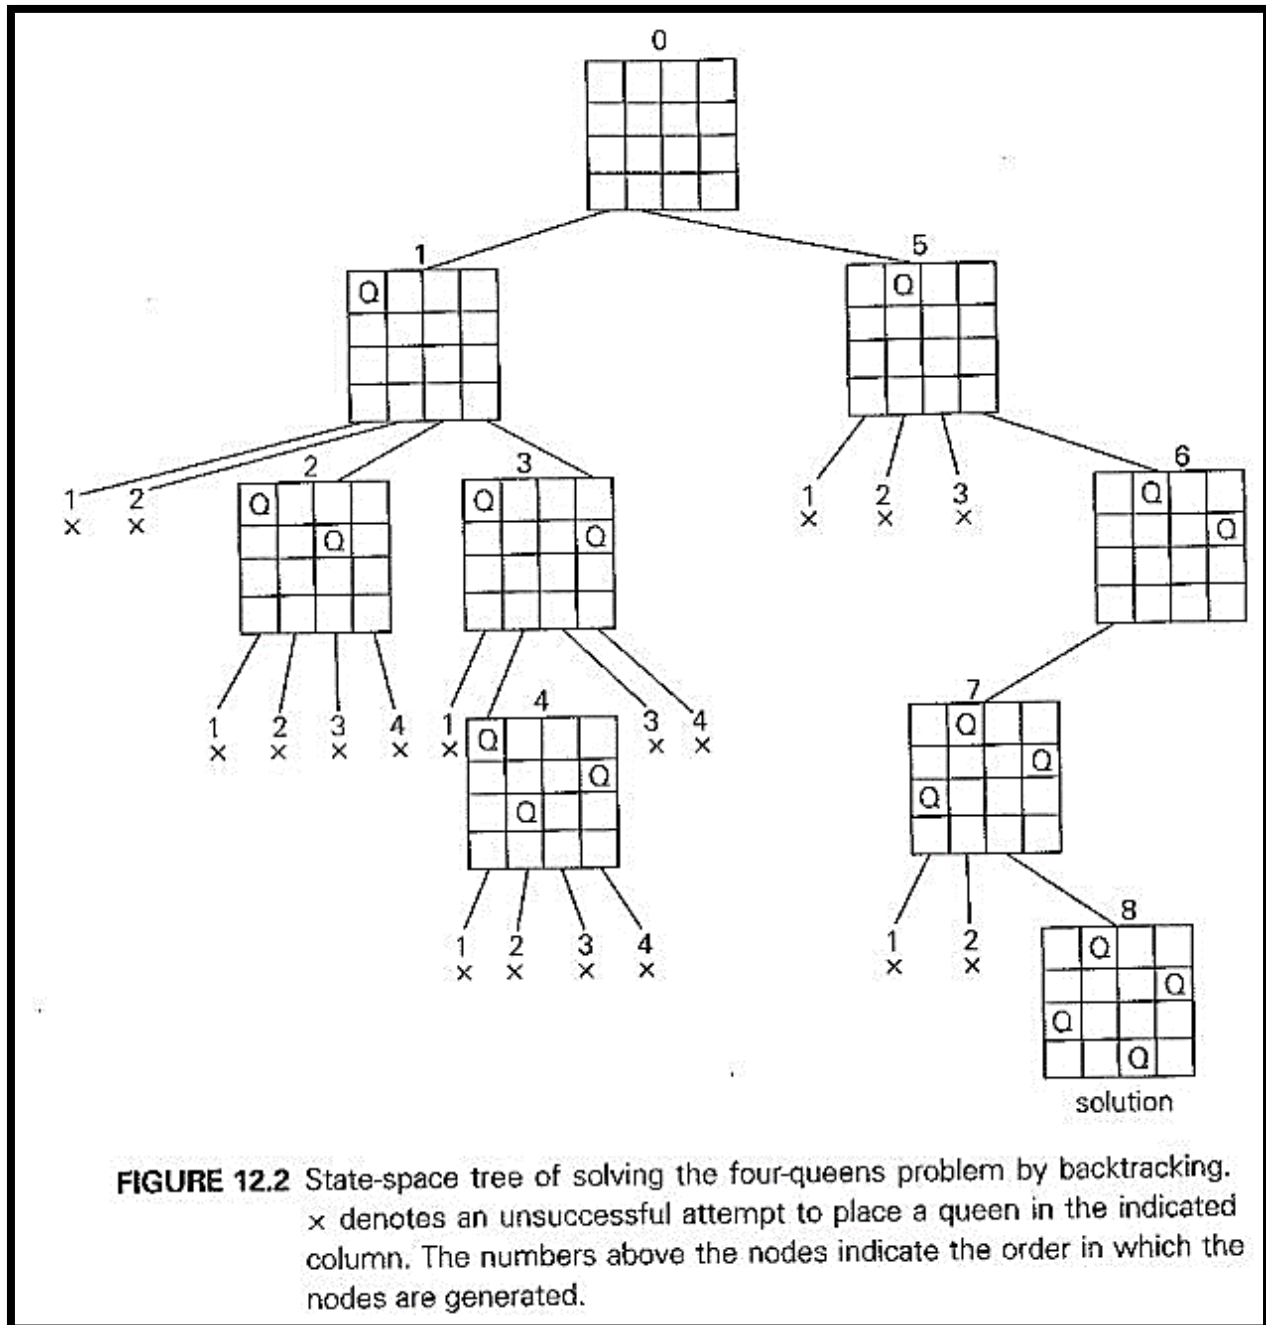 0
1
5
Q
Q
1
2
2
3
1
2
3
6
×
×
Q
Q
×
×
×
Q
Q
Q
Q
1
2
3
4
1
4
3
4
7
×
×
×
×
×
Q
×
×
Q
Q
Q
Q
Q
1
2
3
4
1
2
8
×
×
×
×
×
×
Q
Q
Q
Q
solution
FIGURE 12.2 State-space tree of solving the four-queens problem by backtracking.
× denotes an unsuccessful attempt to place a queen in the indicated
column. The numbers above the nodes indicate the order in which the
nodes are generated.